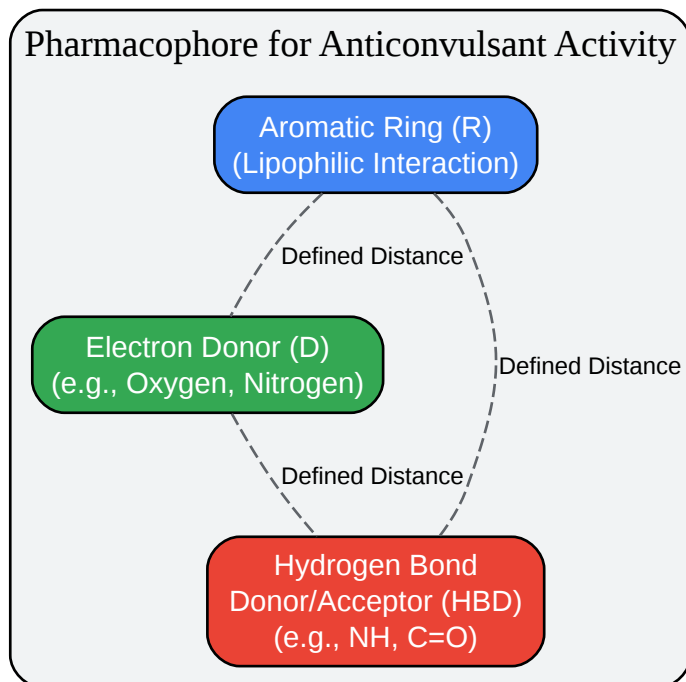 Pharmacophore for Anticonvulsant Activity
Aromatic Ring (R)
(Lipophilic Interaction)
Defined Distance
Electron Donor (D)
(e.g., Oxygen, Nitrogen)
Defined Distance
Defined Distance
Hydrogen Bond
Donor/Acceptor (HBD)
(e.g., NH, C=O)